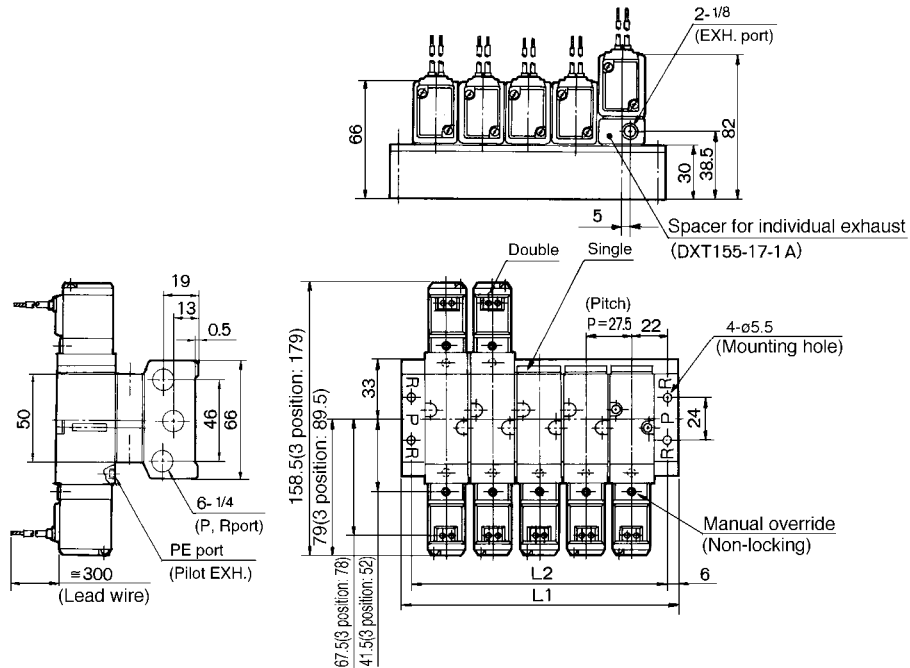 2-1/8
(EXH. port)
66
82
38.5
30
5
Spacer for individual exhaust
(DXT155-17-1A)
Double
Single
19
13
0.5
(Pitch)
P=27.5
22
4-ø5.5
(Mounting hole)
50
46
66
33
24
R
P
R
R
P
R
158.5(3 position: 179)
79(3 position: 89.5)
6-1/4
(P, Rport)
PE port
(Pilot EXH.)
≅300
(Lead wire)
Manual override
(Non-locking)
L2
6
L1
67.5(3 position: 78)
41.5(3 position: 52)